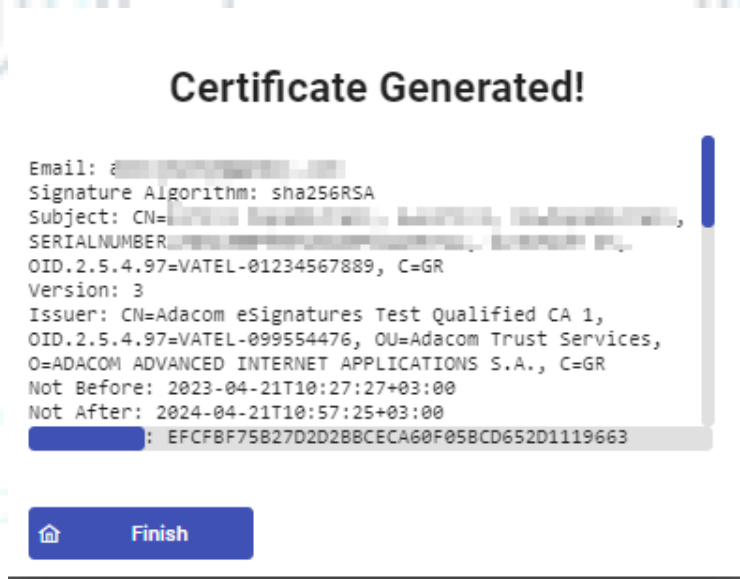 Certificate Generated!
Email:
Signature Algorithm: sha256RSA
Subject: CN=
SERIALNUMBER
OID.2.5.4.97=VATEL-01234567889, C=GR
Version: 3
Issuer: CN=Adacom eSignatures Test Qualified CA 1,
OID.2.5.4.97=VATEL-099554476, OU=Adacom Trust Services,
O=ADACOM ADVANCED INTERNET APPLICATIONS S.A., C=GR
Not Before: 2023-04-21T10:27:27+03:00
Not After: 2024-04-21T10:57:25+03:00
: EFCFBF75B27D2D2BBCECA60F05BCD652D1119663
Finish